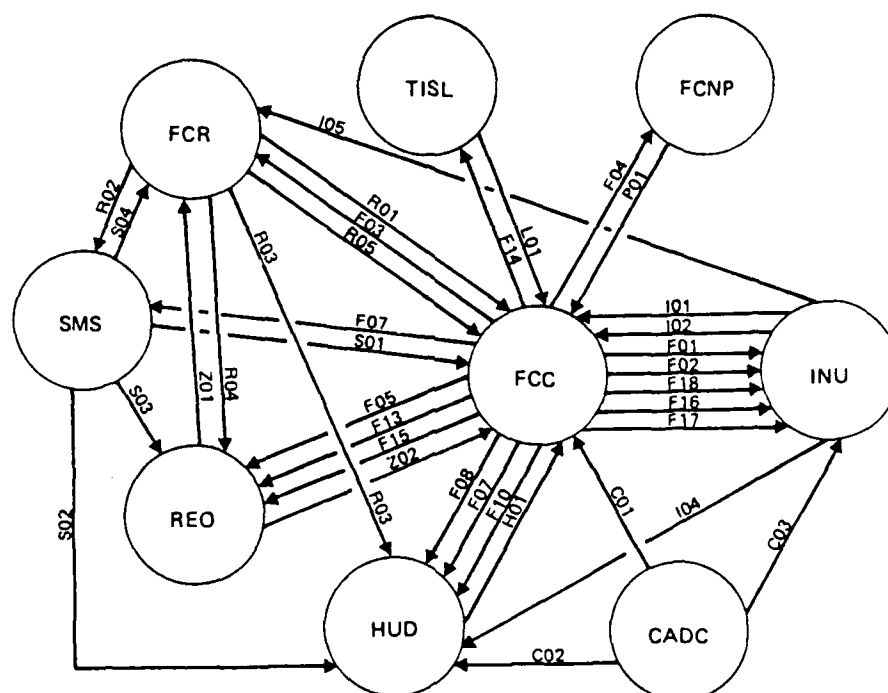 TISL
FCNP
FCR
I05
R02
S04
R03
R01
F03
R05
L01
F14
F04
P01
SMS
F07
S01
I01
I02
F01
F02
F18
F16
F17
FCC
INU
S03
Z01
R04
F05
F13
F15
Z02
S02
REO
R03
F08
F07
F10
H01
C01
I04
C03
HUD
CADC
C02